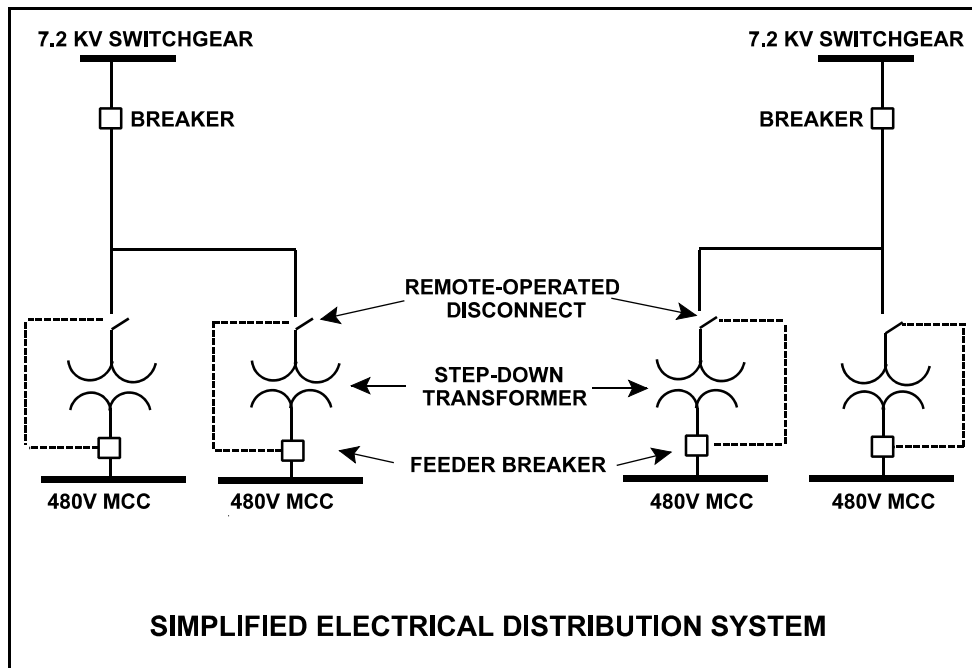 7.2 KV SWITCHGEAR
7.2 KV SWITCHGEAR
BREAKER
BREAKER
REMOTE-OPERATED
DISCONNECT
STEP-DOWN
TRANSFORMER
FEEDER BREAKER
480V MCC
480V MCC
480V MCC
480V MCC
SIMPLIFIED ELECTRICAL DISTRIBUTION SYSTEM